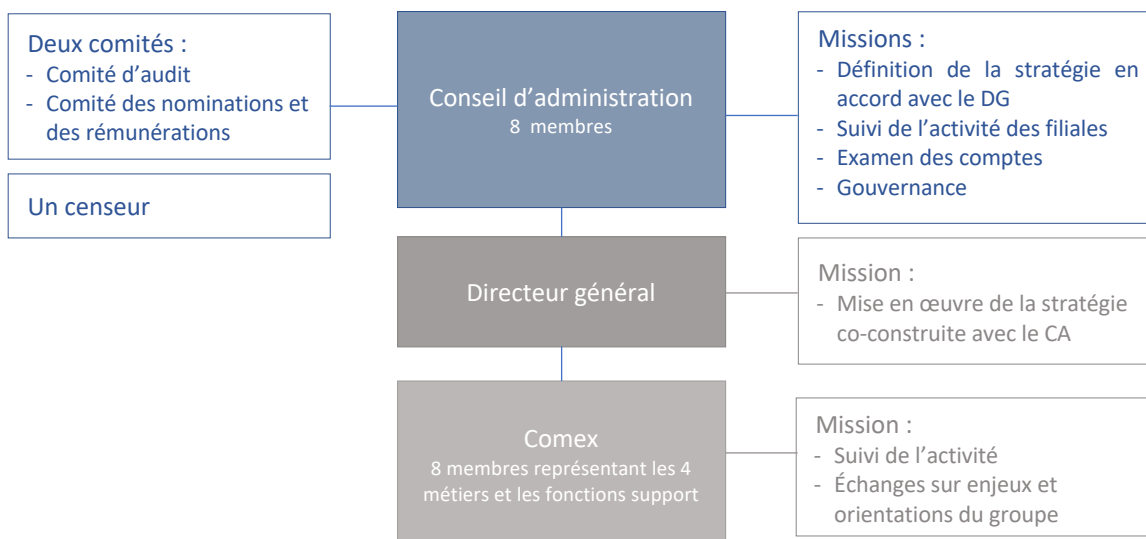 Deux comités :
- Comité d'audit
- Comité des nominations et
des rémunérations
Un censeur
Conseil d'administration
8 membres
Missions :
- Définition de la stratégie en
accord avec le DG
- Suivi de l'activité des filiales
- Examen des comptes
- Gouvernance
Directeur général
Mission :
- Mise en œuvre de la stratégie
co-construite avec le CA
Comex
8 membres représentant les 4
métiers et les fonctions support
Mission :
- Suivi de l'activité
- Échanges sur enjeux et
orientations du groupe